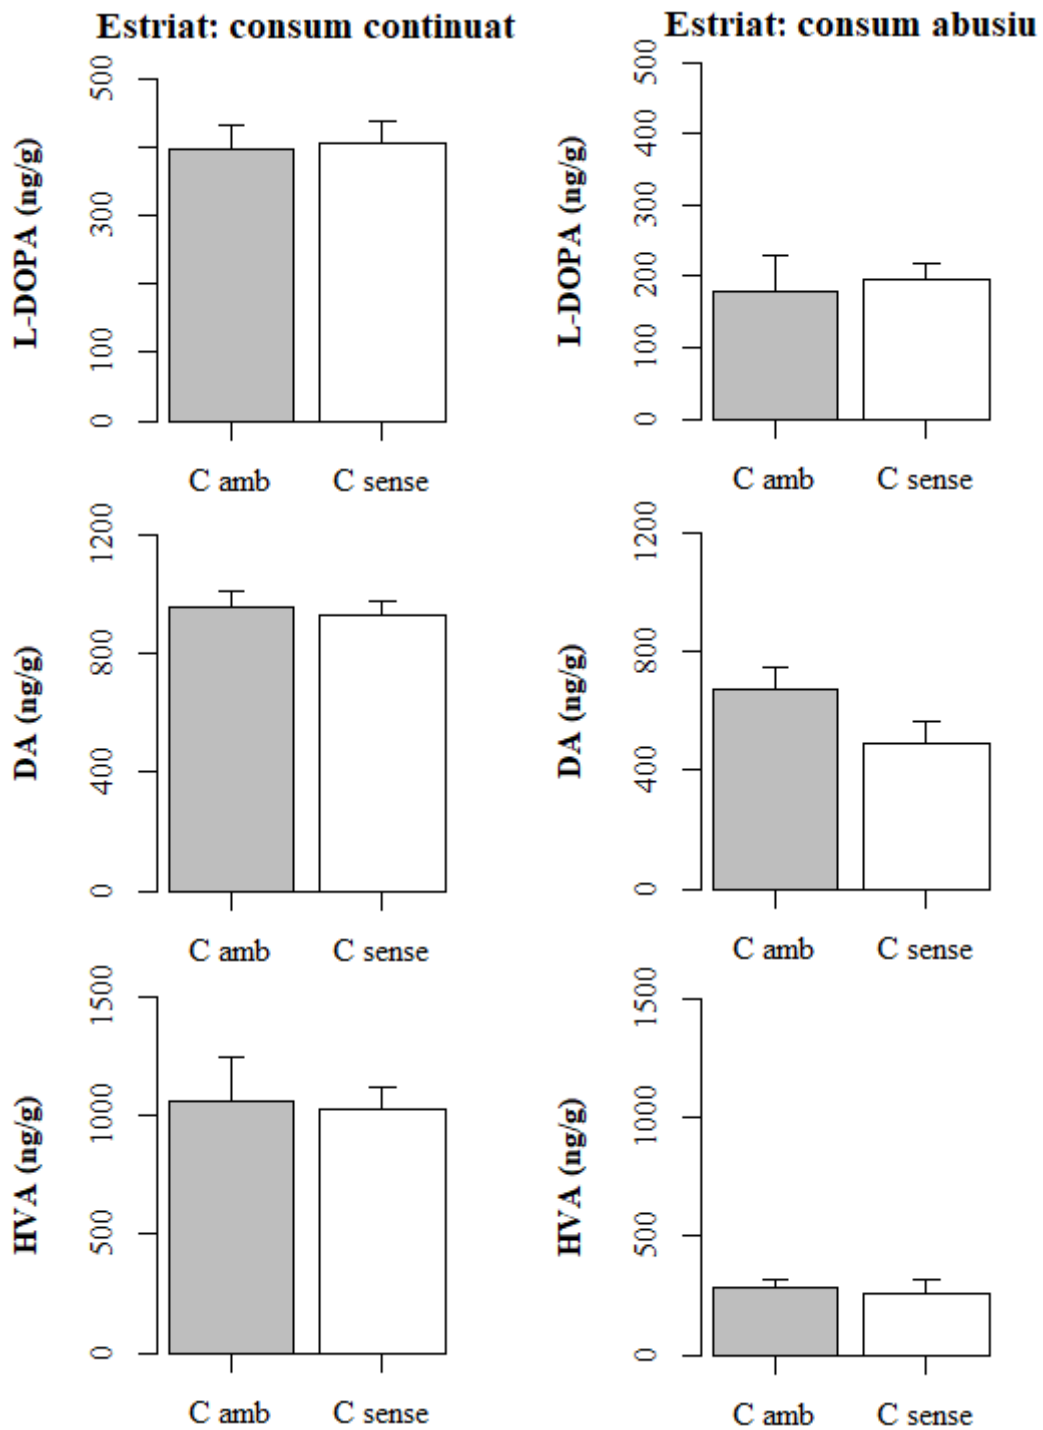 Estriat: consum continuat
L-DOPA (ng/g)
500
300
100
0
C amb C sense
DA (ng/g)
1200
800
400
0
C amb C sense
HVA (ng/g)
1500
1000
500
0
C amb C sense
Estriat: consum abusiu
L-DOPA (ng/g)
500
400
300
200
100
0
C amb C sense
DA (ng/g)
1200
800
400
0
C amb C sense
HVA (ng/g)
1500
1000
500
0
C amb C sense